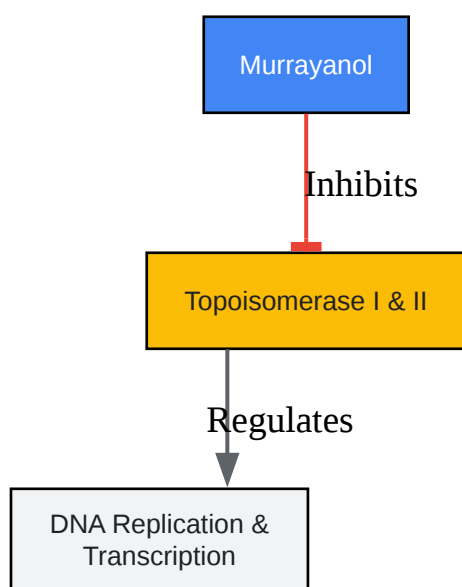 Murrayanol
Inhibits
Topoisomerase I & II
Regulates
DNA Replication &
Transcription